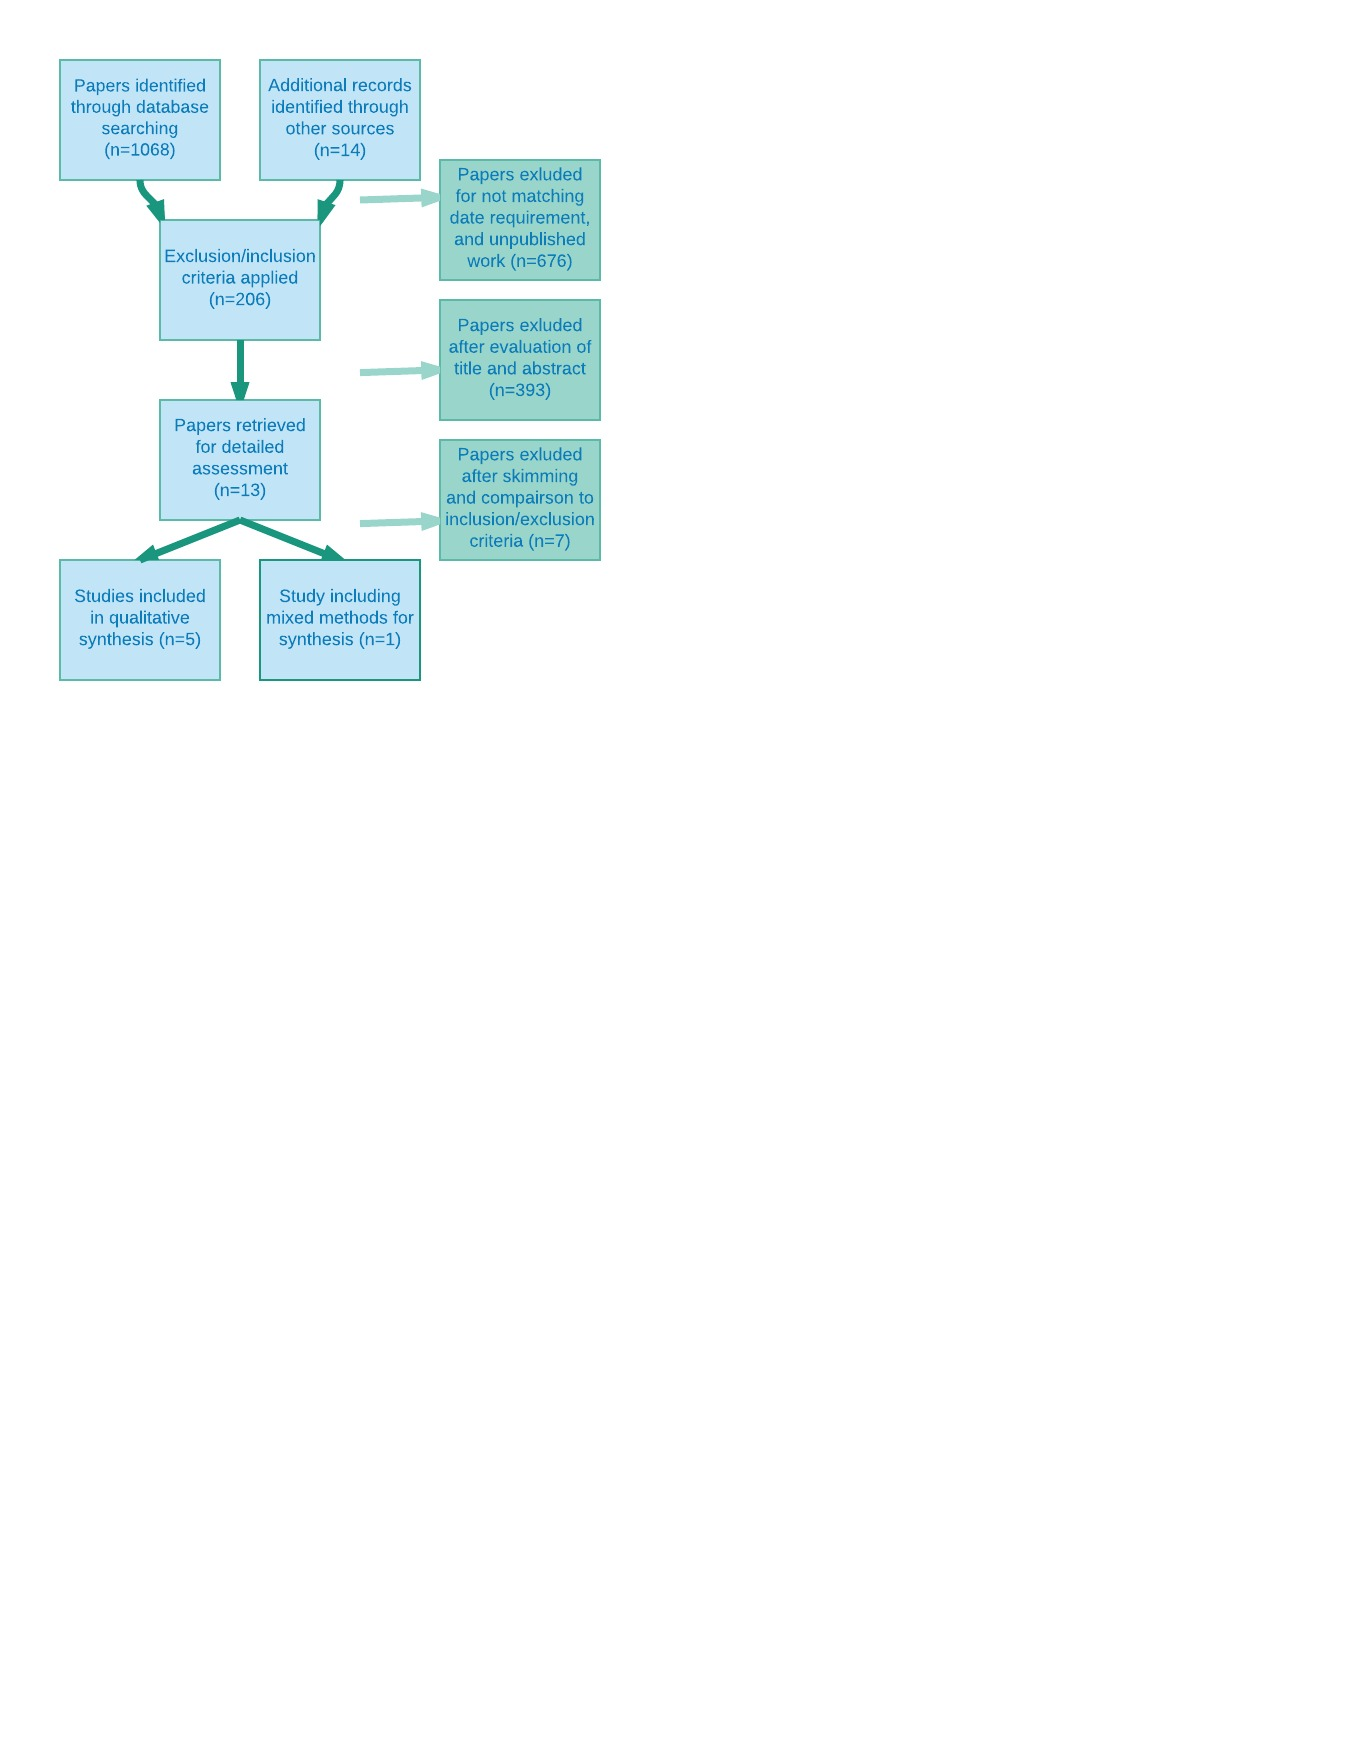 Papers identified
through database
searching
(n=1068)
Additional records
identified through
other sources
(n=14)
Papers exluded
for not matching
date requirement,
and unpublished
work (n=676)
Exclusion/inclusion
criteria applied
(n=206)
Papers exluded
after evaluation of
title and abstract
(n=393)
Papers retrieved
for detailed
assessment
(n=13)
Papers exluded
after skimming
and compairson to
inclusion/exclusion
criteria (n=7)
Studies included
in qualitative
synthesis (n=5)
Study including
mixed methods for
synthesis (n=1)